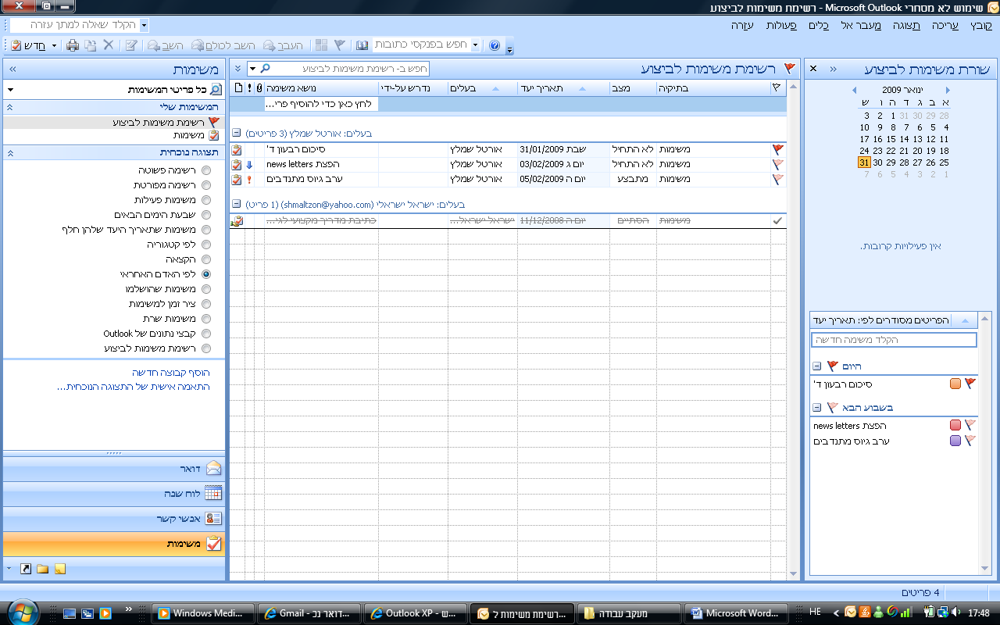 שימוש לא מסחרי Microsoft Outlook - רשימת משימות לביצוע
קובץ עריכה תצוגה מעבר אל כלים פעולות עזרה
הקלד שאלה למתן עזרה
חדש השב השב לכולם העבר חפש בפנקסי כתובות
משימות
כל פריטי המשימות
המשימות שלי
רשימת משימות לביצוע
משימות
תצוגה נוכחית
רשימה פשוטה
רשימה מפורטת
משימות פעילות
שבעת הימים הבאים
משימות שתאריך היעד שלהן חלף
לפי קטגוריה
הקצאה
לפי האדם האחראי
משימות שהושלמו
ציר זמן למשימות
משימות שרת
קבצי נתונים של Outlook
רשימת משימות לביצוע
הוסף קבוצה חדשה
התאמה אישית של התצוגה הנוכחית...
דואר
לוח שנה
אנשי קשר
משימות
רשימת משימות לביצוע
חפש ב- רשימת משימות לביצוע
נושא משימה נדרש על-ידי בעלים תאריך יעד מצב בתיקיה
לחץ כאן כדי להוסיף פרי...
בעלים: אורטל שמלץ (3 פריטים)
סיכום רבעון ד' אורטל שמלץ שבת 31/01/2009 לא התחיל משימות
הפצת news letters אורטל שמלץ יום ג 03/02/2009 לא התחיל משימות
ערב גיוס מתנדבים אורטל שמלץ יום ה 05/02/2009 מתבצע משימות
בעלים: ישראל ישראלי (shmaltzon@yahoo.com) (1 פריט)
כתיבת מדריך מקצועי לגי... ישראל ישראל... יום ה 11/12/2008 הסתיים משימות
שורת משימות לביצוע
ינואר 2009
א ב ג ד ה ו ש
28 29 30 31 1 2 3
4 5 6 7 8 9 10
11 12 13 14 15 16 17
18 19 20 21 22 23 24
25 26 27 28 29 30 31
1 2 3 4 5 6 7
אין פעילויות קרובות.
הפריטים מסודרים לפי: תאריך יעד
הקלד משימה חדשה
היום
סיכום רבעון ד'
בשבוע הבא
הפצת news letters
ערב גיוס מתנדבים
4 פריטים
Windows Medi... Gmail - דואר נכ... Outlook XP - ש... רשימת משימות ל... מעקב עבודה Microsoft Word... HE 17:48